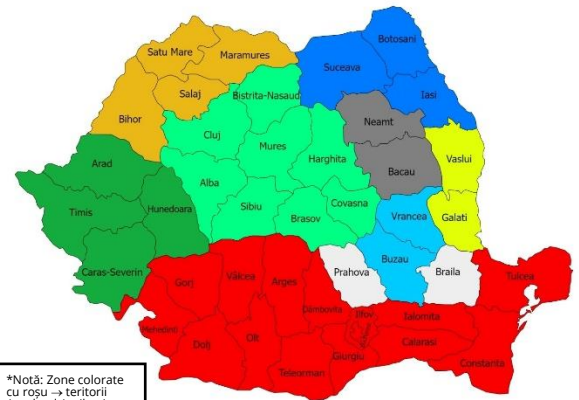 Botosani
Satu Mare
Maramures
Suceava
Salaj
Bistrita-Nasaud
Iasi
Bihor
Neamt
Cluj
Mures
Harghita
Vaslui
Arad
Bacau
Alba
Timis
Hunedoara
Covasna
Sibiu
Brasov
Vrancea
Galati
Buzau
Caras-Severin
Prahova
Braila
Tulcea
Gorj
Vâlcea
Arges
Dâmbovita
Ilfov
Ialomita
Mehedinti
Dolj
Olt
Calarasi
Giurgiu
Constanta
Teleorman
*Notă: Zone colorate
cu roșu → teritorii